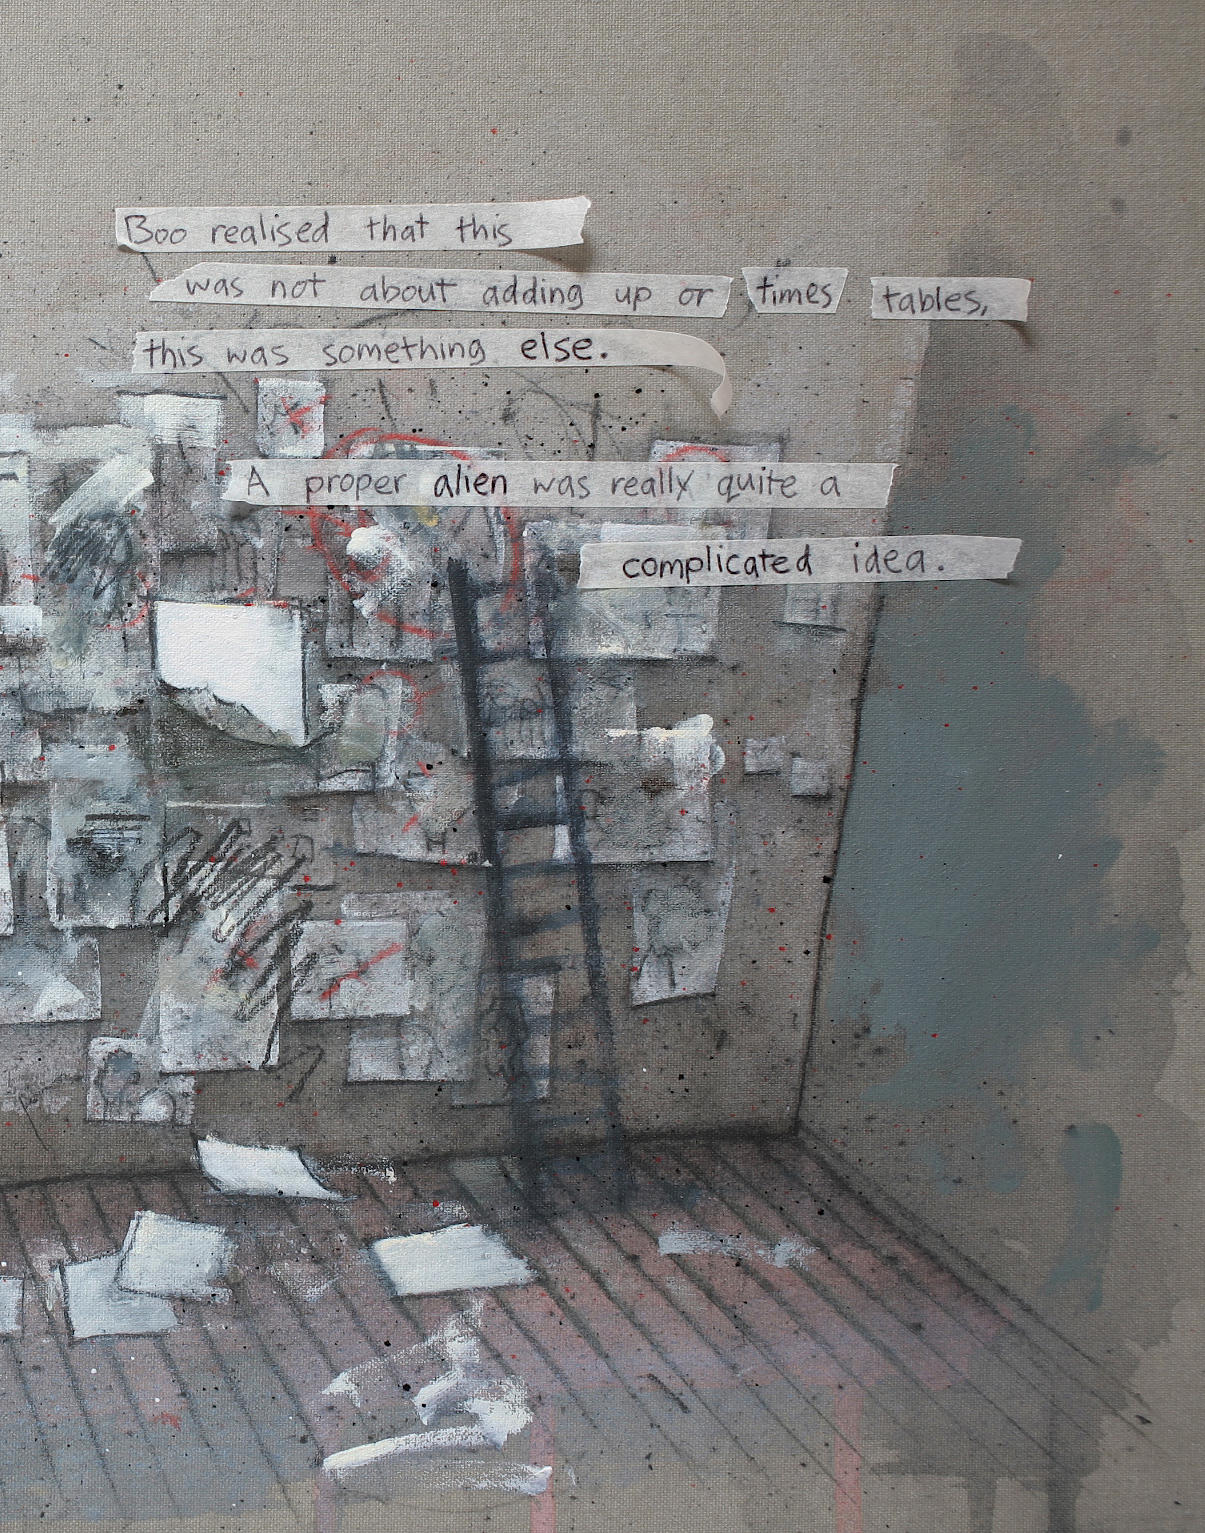 Boo realised that this
was not about adding up or times tables,
this was something else.
A proper alien was really quite a
complicated idea.